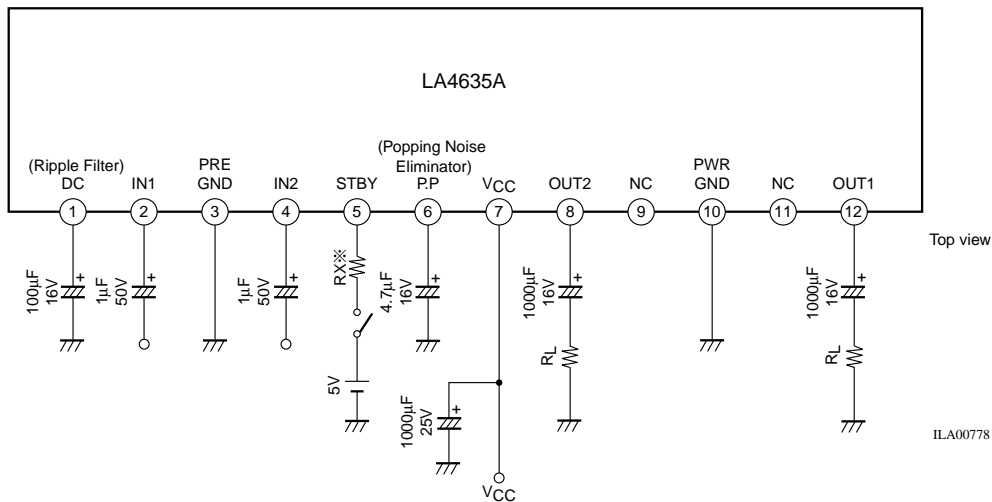 LA4635A
(Ripple Filter)
DC
IN1
PRE
GND
IN2
STBY
(Popping Noise
Eliminator)
P.P
VCC
OUT2
NC
PWR
GND
NC
OUT1
1
2
3
4
5
6
7
8
9
10
11
12
Top view
100μF
16V
1μF
50V
1μF
50V
RX※
4.7μF
16V
1000μF
16V
1000μF
16V
RL
RL
5V
1000μF
25V
VCC
ILA00778